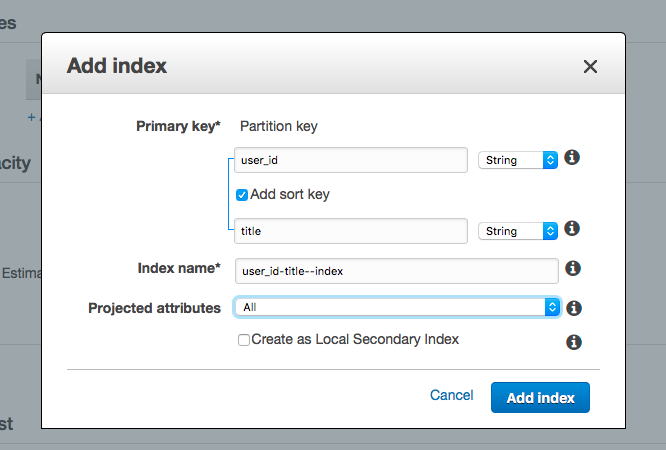 es
Add index
N
Primary key* Partition key
+ A
user_id String
acity
Add sort key
title String
Estima
Index name* user_id-title--index
Projected attributes All
Create as Local Secondary Index
Cancel Add index
st